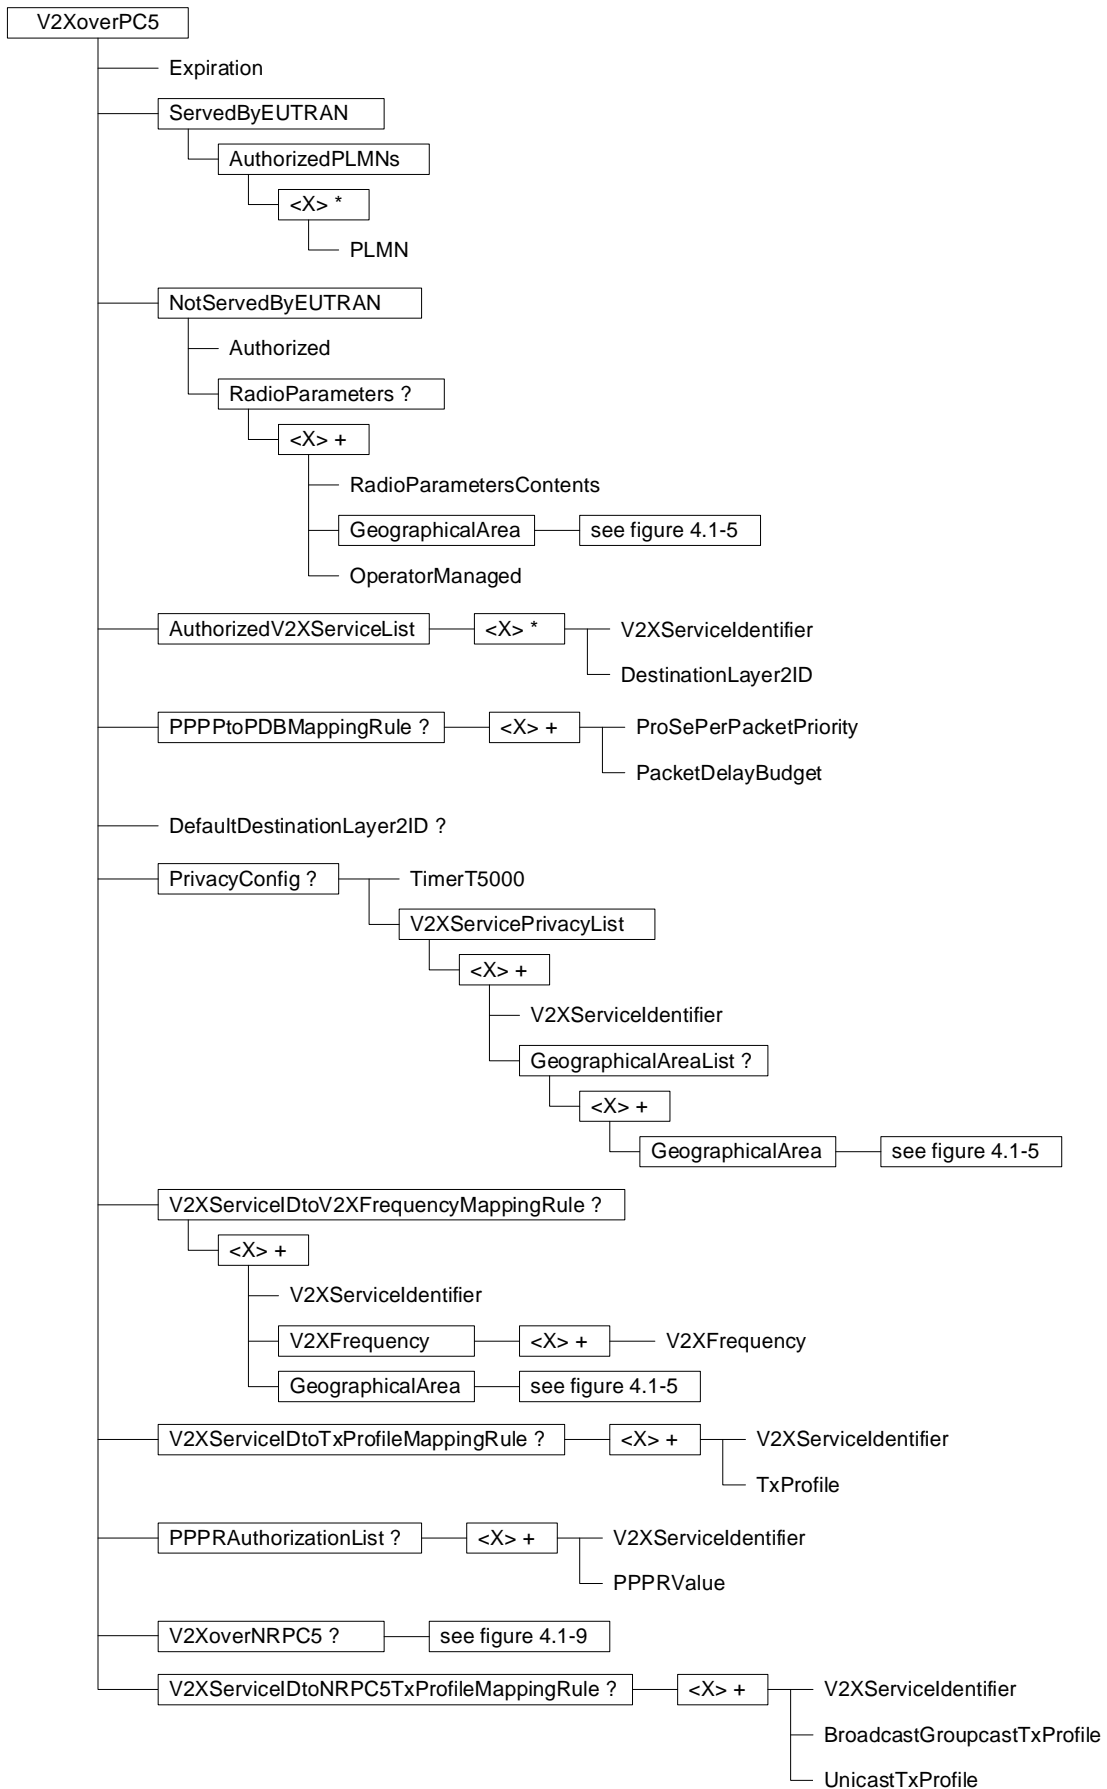 V2XoverPC5
Expiration
ServedByEUTRAN
AuthorizedPLMNs
<X> *
PLMN
NotServedByEUTRAN
Authorized
RadioParameters ?
<X> +
RadioParametersContents
GeographicalArea see figure 4.1-5
OperatorManaged
AuthorizedV2XServiceList <X> * V2XServiceIdentifier
DestinationLayer2ID
PPPPtoPDBMappingRule ? <X> + ProSePerPacketPriority
PacketDelayBudget
DefaultDestinationLayer2ID ?
PrivacyConfig ? TimerT5000
V2XServicePrivacyList
<X> +
V2XServiceIdentifier
GeographicalAreaList ?
<X> +
GeographicalArea see figure 4.1-5
V2XServiceIDtoV2XFrequencyMappingRule ?
<X> +
V2XServiceIdentifier
V2XFrequency <X> + V2XFrequency
GeographicalArea see figure 4.1-5
V2XServiceIDtoTxProfileMappingRule ? <X> + V2XServiceIdentifier
TxProfile
PPPRAuthorizationList ? <X> + V2XServiceIdentifier
PPPRValue
V2XoverNRPC5 ? see figure 4.1-9
V2XServiceIDtoNRPC5TxProfileMappingRule ? <X> + V2XServiceIdentifier
BroadcastGroupcastTxProfile
UnicastTxProfile